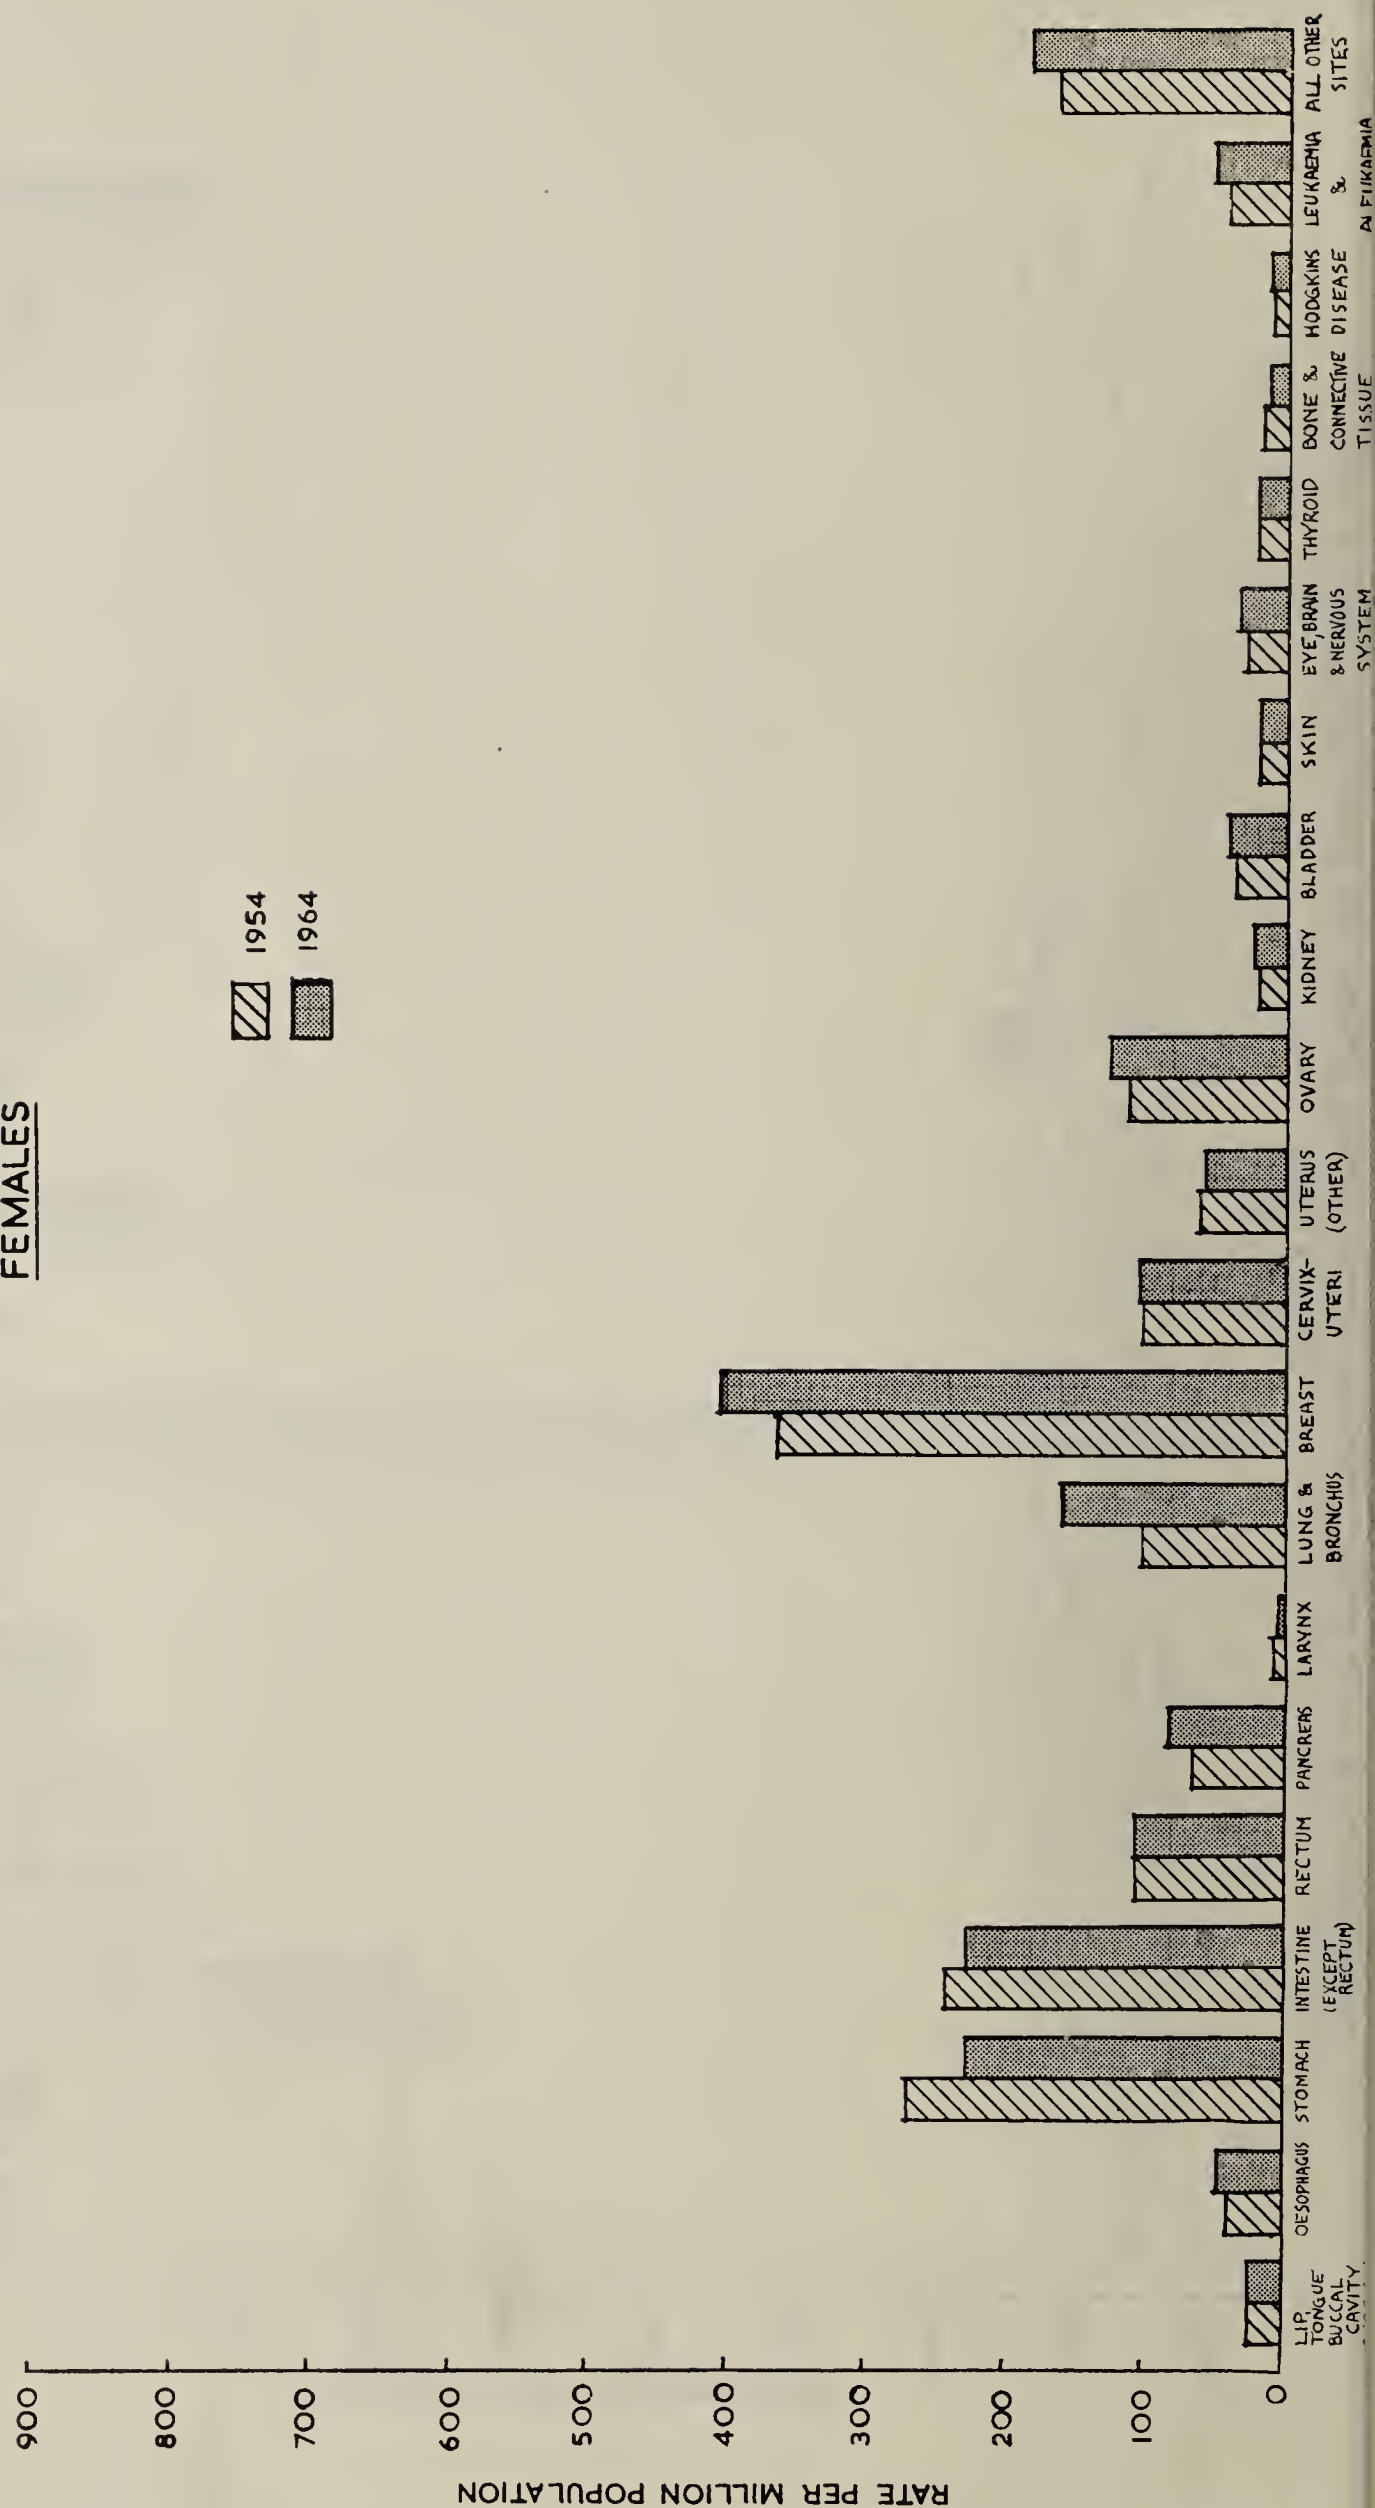 FEMALES
1954
1964
RATE PER MILLION POPULATION
900
800
700
600
500
400
300
200
100
0
LIP,
TONGUE
BUCCAL
CAVITY
OESOPHAGUS
STOMACH
INTESTINE
(EXCEPT
RECTUM)
RECTUM
PANCREAS
LARYNX
LUNG &
BRONCHUS
BREAST
CERVIX-
UTERI
UTERUS
(OTHER)
OVARY
KIDNEY
BLADDER
SKIN
EYE, BRAIN
& NERVOUS
SYSTEM
THYROID
BONE &
CONNECTIVE
TISSUE
HODGKINS
DISEASE
LEUKAEMIA
&
ALEUKAEMIA
ALL OTHER
SITES